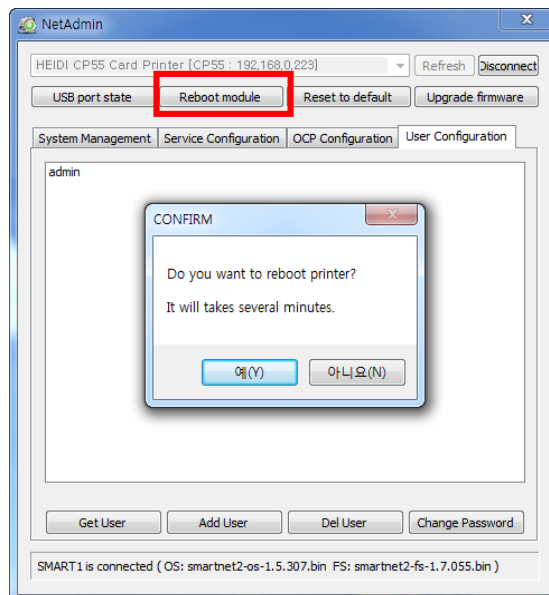 NetAdmin
HEIDI CP55 Card Printer [CP55 : 192,168,0,223]
Refresh
Disconnect
USB port state
Reboot module
Reset to default
Upgrade firmware
System Management
Service Configuration
OCP Configuration
User Configuration
admin
CONFIRM
Do you want to reboot printer?
It will takes several minutes.
예(Y)
아니요(N)
Get User
Add User
Del User
Change Password
SMART1 is connected ( OS: smartnet2-os-1.5.307.bin FS: smartnet2-fs-1.7.055.bin )